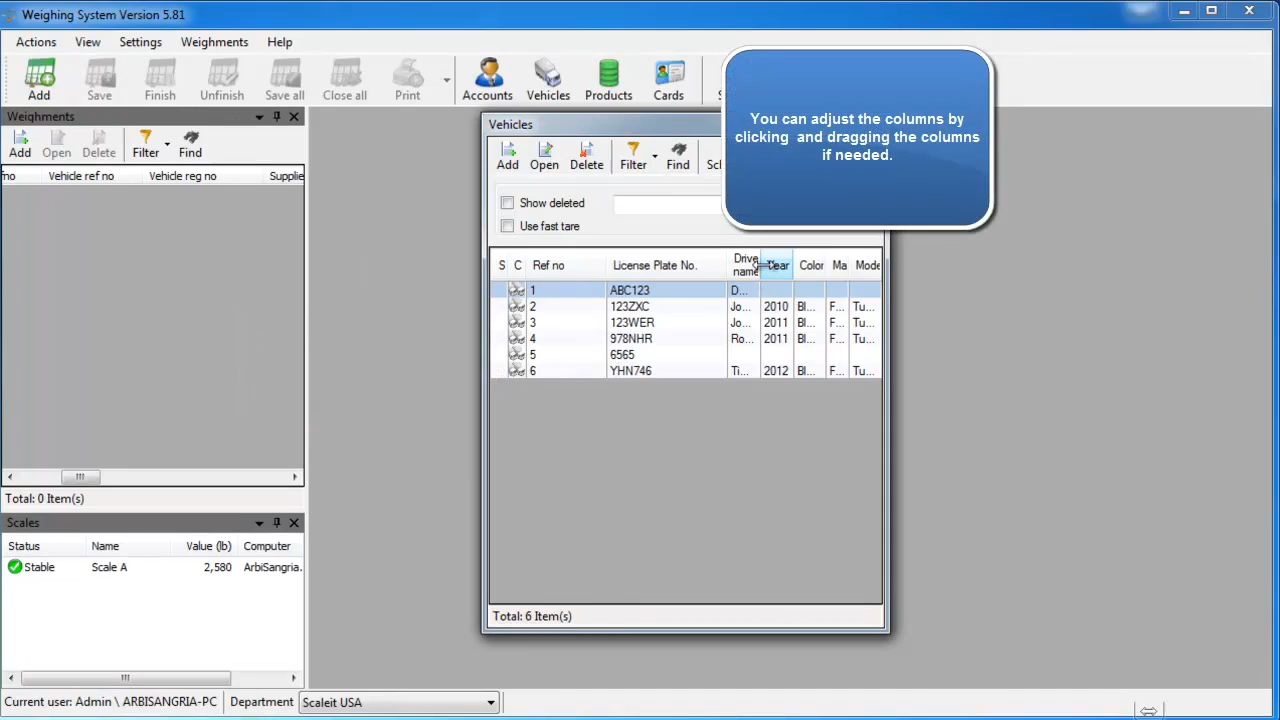 Weighing System Version 5.81
Actions View Settings Weighments Help
Add Save Finish Unfinish Save all Close all Print Accounts Vehicles Products Cards
You can adjust the columns by
clicking and dragging the columns
if needed.
Weighments
Add Open Delete Filter Find
Vehicle ref no Vehicle reg no Supplie
Total: 0 Item(s)
Scales
Status Name Value (lb) Computer
Stable Scale A 2,580 ArbiSangria.
Vehicles
Add Open Delete Filter Find
Show deleted
Use fast tare
S C Ref no License Plate No. Drive
name Color Ma Mode
1 ABC123 D...
2 123ZXC Jo... 2010 Bl... F... Tu...
3 123WER Jo... 2011 Bl... F... Tu...
4 978NHR Ro... 2011 Bl... F... Tu...
5 6565
6 YHN746 Ti... 2012 Bl... F... Tu...
Total: 6 Item(s)
Current user: Admin \ ARBISANGRIA-PC Department Scaleit USA